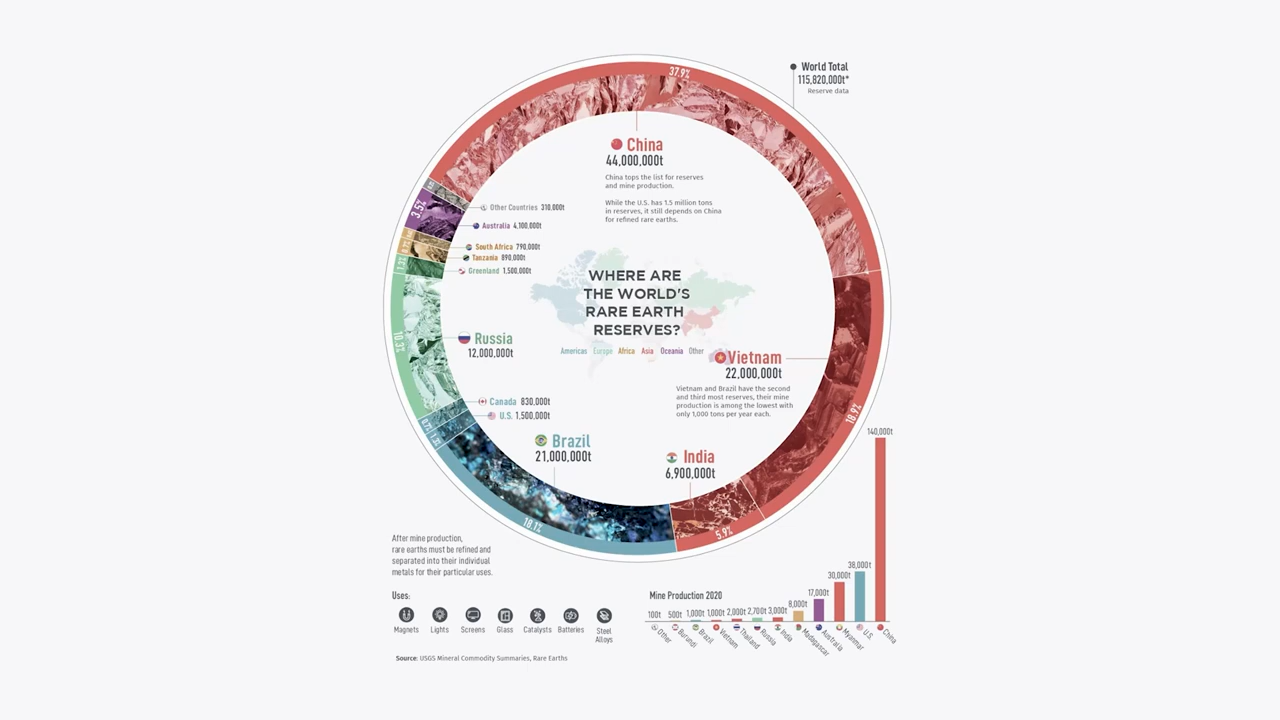 37.9%
World Total
115,820,000t*
Reserve data
China
44,000,000t
China tops the list for reserves
and mine production.
While the U.S. has 1.5 million tons
in reserves, it still depends on China
for refined rare earths.
3.5%
Other Countries 310,000t
Australia 4,100,000t
South Africa 790,000t
Tanzania 890,000t
Greenland 1,500,000t
1.3%
WHERE ARE
THE WORLD'S
RARE EARTH
RESERVES?
Americas Europe Africa Asia Oceania Other
10.3%
Russia
12,000,000t
Vietnam
22,000,000t
Vietnam and Brazil have the second
and third most reserves, their mine
production is among the lowest with
only 1,000 tons per year each.
18.9%
Canada 830,000t
U.S. 1,500,000t
0.7%
1.3%
Brazil
21,000,000t
18.1%
India
6,900,000t
5.9%
After mine production,
rare earths must be refined and
separated into their individual
metals for their particular uses.
Uses:
Magnets Lights Screens Glass Catalysts Batteries Steel
Alloys
Mine Production 2020
100t 500t 1,000t 1,000t 2,000t 2,700t 3,000t 8,000t 17,000t 30,000t 38,000t 140,000t
Other Burundi Brazil Vietnam Thailand Russia India Madagascar Australia Myanmar U.S. China
Source: USGS Mineral Commodity Summaries, Rare Earths